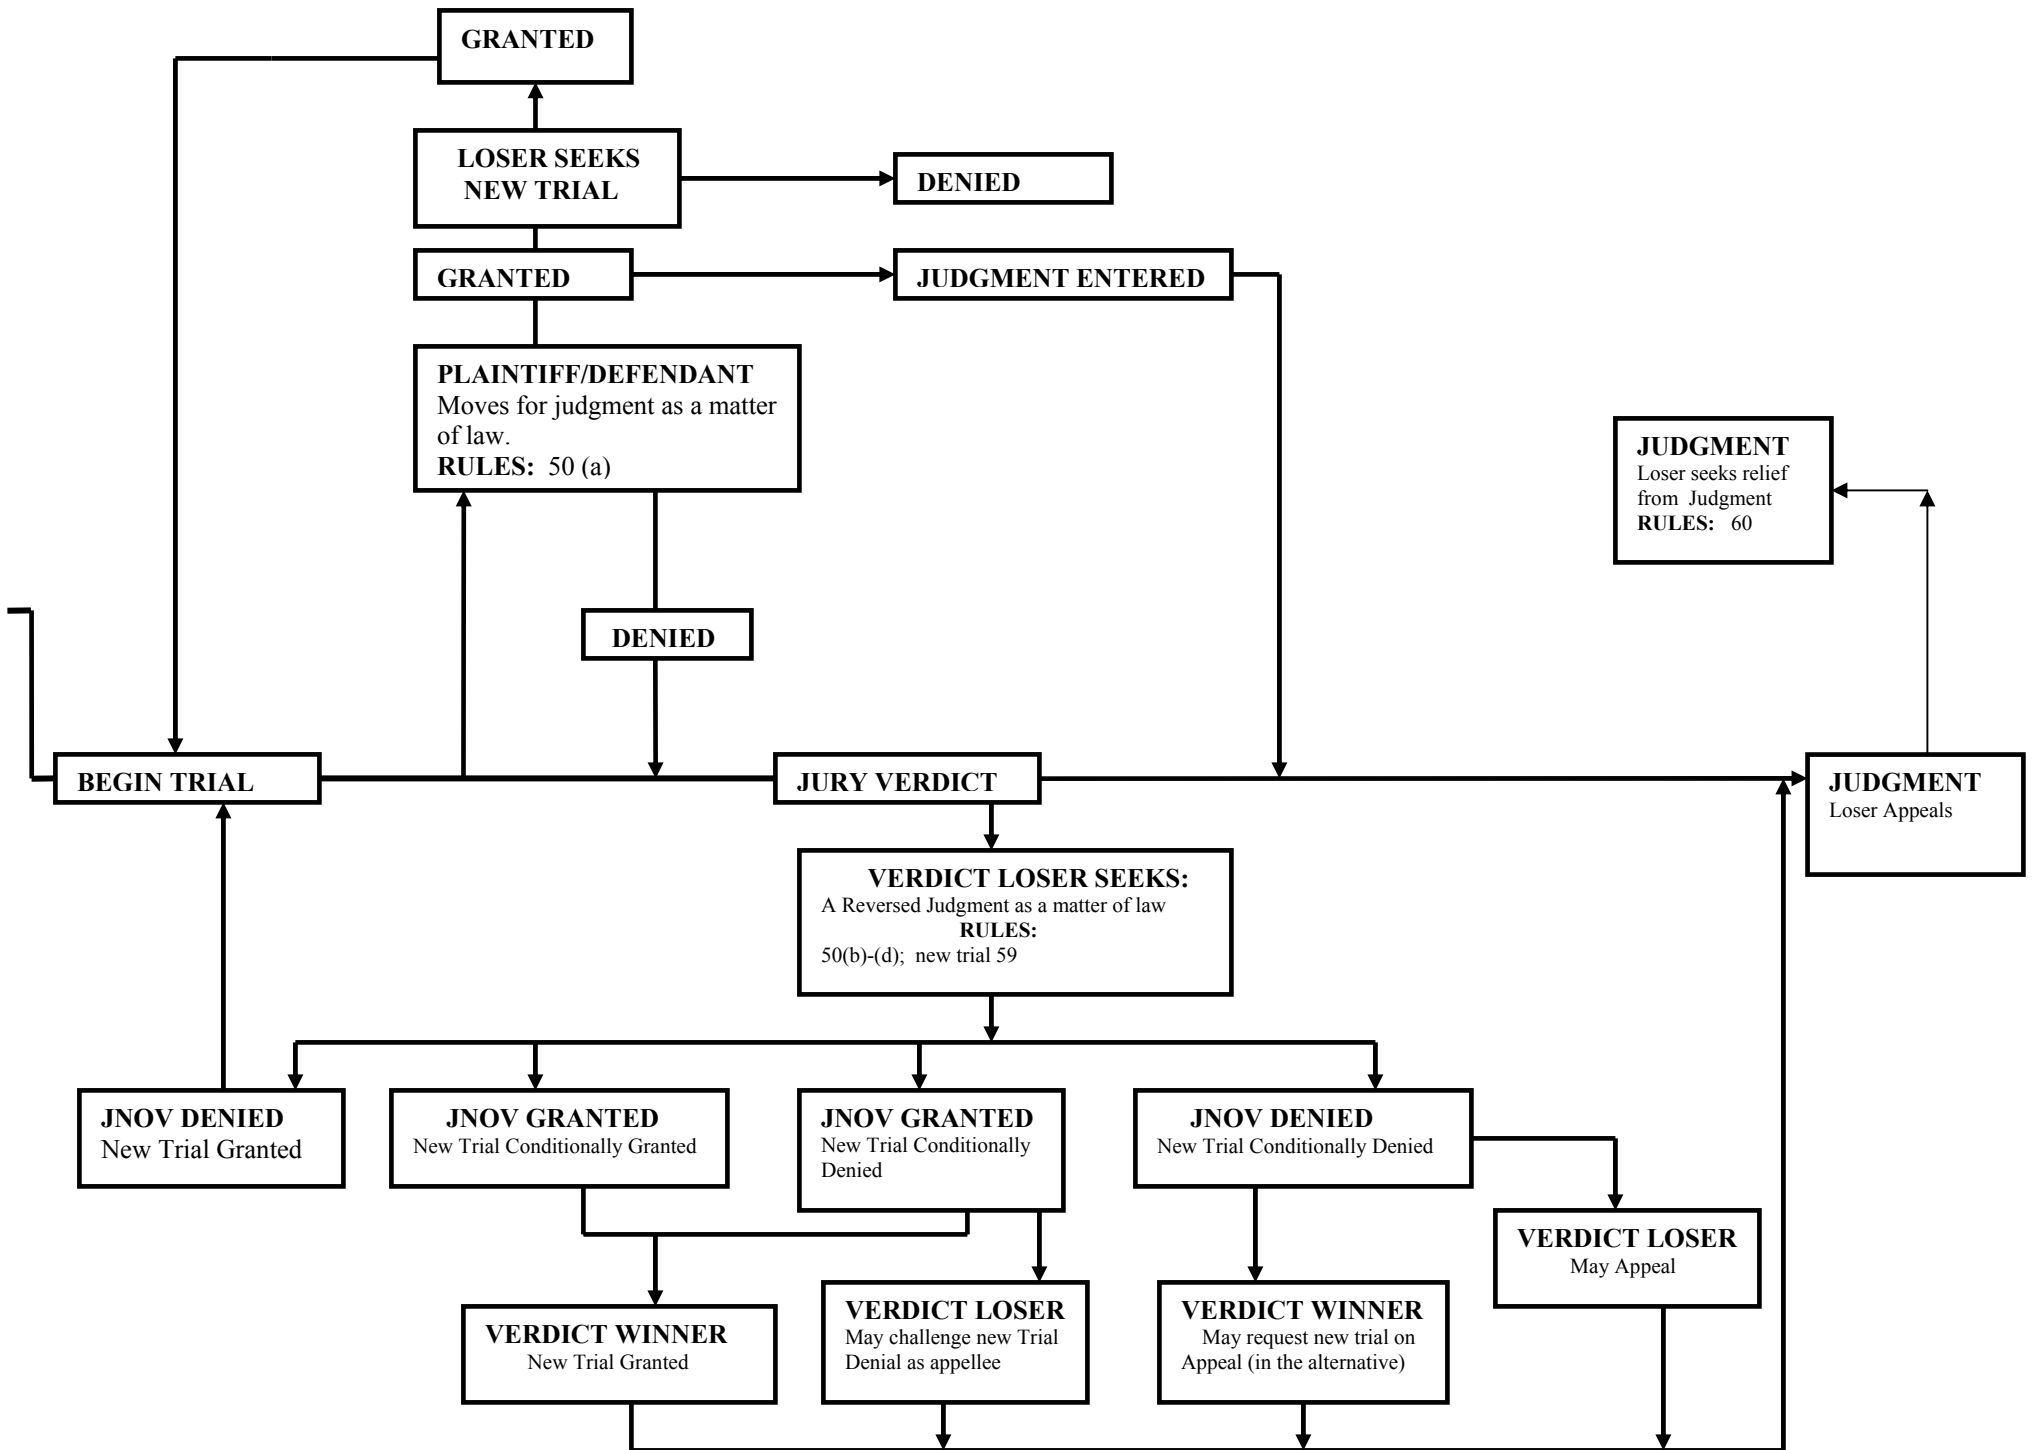 GRANTED
LOSER SEEKS
NEW TRIAL
DENIED
GRANTED
JUDGMENT ENTERED
PLAINTIFF/DEFENDANT
Moves for judgment as a matter
of law.
RULES: 50 (a)
JUDGMENT
Loser seeks relief
from Judgment
RULES: 60
DENIED
BEGIN TRIAL
JURY VERDICT
JUDGMENT
Loser Appeals
VERDICT LOSER SEEKS:
A Reversed Judgment as a matter of law
RULES:
50(b)-(d); new trial 59
JNOV DENIED
New Trial Granted
JNOV GRANTED
New Trial Conditionally Granted
JNOV GRANTED
New Trial Conditionally
Denied
JNOV DENIED
New Trial Conditionally Denied
VERDICT LOSER
May Appeal
VERDICT WINNER
New Trial Granted
VERDICT LOSER
May challenge new Trial
Denial as appellee
VERDICT WINNER
May request new trial on
Appeal (in the alternative)